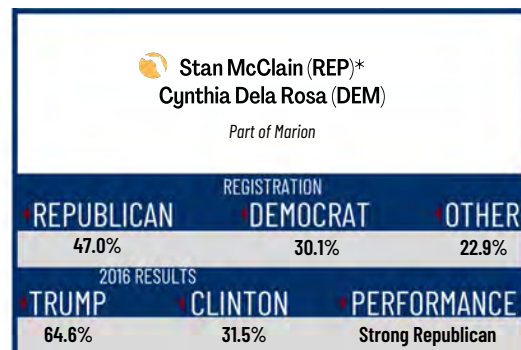 Stan McClain (REP)*
Cynthia Dela Rosa (DEM)
Part of Marion
REGISTRATION
REPUBLICAN DEMOCRAT OTHER
47.0% 30.1% 22.9%
2016 RESULTS
TRUMP CLINTON PERFORMANCE
64.6% 31.5% Strong Republican